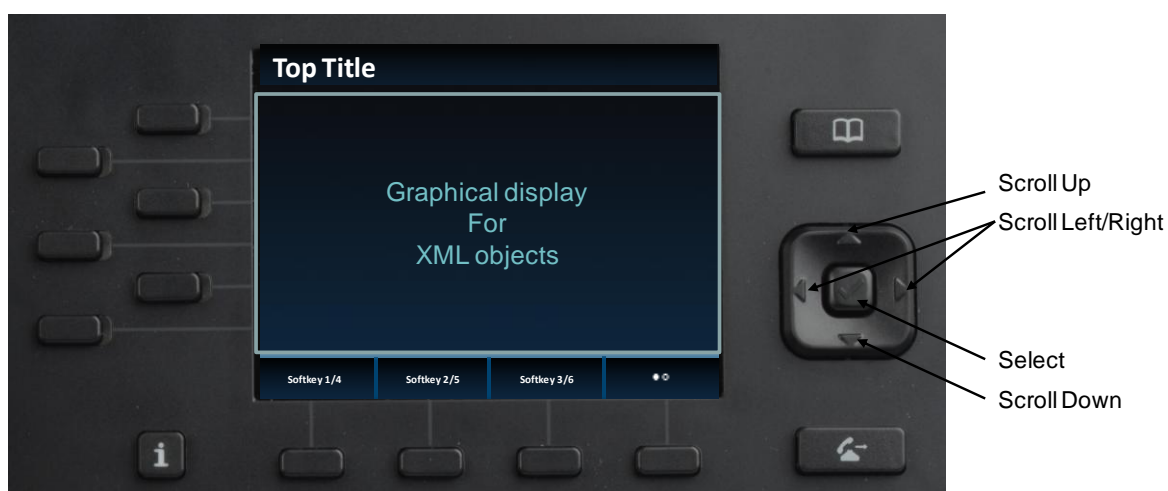 Top Title
Graphical display
For
XML objects
Softkey 1/4
Softkey 2/5
Softkey 3/6
i
Scroll Up
Scroll Left/Right
Select
Scroll Down